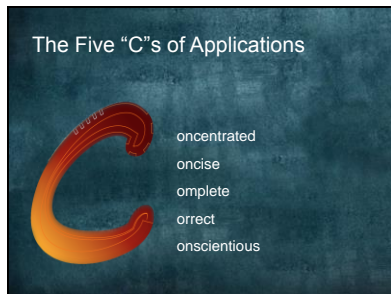 The Five “C”s of Applications
C
oncentrated
oncise
omplete
orrect
onscientious